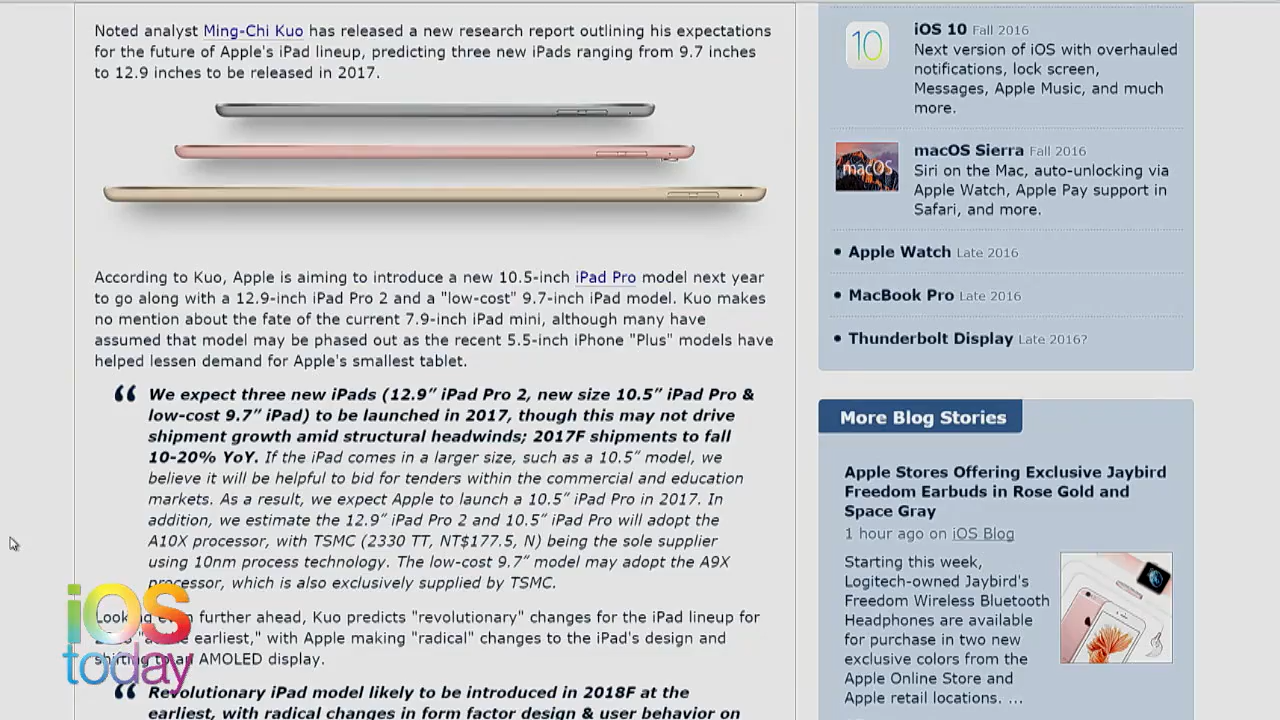 Noted analyst Ming-Chi Kuo has released a new research report outlining his expectations
for the future of Apple's iPad lineup, predicting three new iPads ranging from 9.7 inches
to 12.9 inches to be released in 2017.
According to Kuo, Apple is aiming to introduce a new 10.5-inch iPad Pro model next year
to go along with a 12.9-inch iPad Pro 2 and a "low-cost" 9.7-inch iPad model. Kuo makes
no mention about the fate of the current 7.9-inch iPad mini, although many have
assumed that model may be phased out as the recent 5.5-inch iPhone "Plus" models have
helped lessen demand for Apple's smallest tablet.
“ We expect three new iPads (12.9″ iPad Pro 2, new size 10.5″ iPad Pro &
low-cost 9.7″ iPad) to be launched in 2017, though this may not drive
shipment growth amid structural headwinds; 2017F shipments to fall
10-20% YoY. If the iPad comes in a larger size, such as a 10.5″ model, we
believe it will be helpful to bid for tenders within the commercial and education
markets. As a result, we expect Apple to launch a 10.5″ iPad Pro in 2017. In
addition, we estimate the 12.9″ iPad Pro 2 and 10.5″ iPad Pro will adopt the
A10X processor, with TSMC (2330 TT, NT$177.5, N) being the sole supplier
using 10nm process technology. The low-cost 9.7″ model may adopt the A9X
processor, which is also exclusively supplied by TSMC.
Looking further ahead, Kuo predicts "revolutionary" changes for the iPad lineup for
earliest," with Apple making "radical" changes to the iPad's design and
shifting to an AMOLED display.
“ Revolutionary iPad model likely to be introduced in 2018F at the
earliest, with radical changes in form factor design & user behavior on
iOS
today
10
iOS 10 Fall 2016
Next version of iOS with overhauled
notifications, lock screen,
Messages, Apple Music, and much
more.
macOS
macOS Sierra Fall 2016
Siri on the Mac, auto-unlocking via
Apple Watch, Apple Pay support in
Safari, and more.
• Apple Watch Late 2016
• MacBook Pro Late 2016
• Thunderbolt Display Late 2016?
More Blog Stories
Apple Stores Offering Exclusive Jaybird
Freedom Earbuds in Rose Gold and
Space Gray
1 hour ago on iOS Blog
Starting this week,
Logitech-owned Jaybird's
Freedom Wireless Bluetooth
Headphones are available
for purchase in two new
exclusive colors from the
Apple Online Store and
Apple retail locations. ...